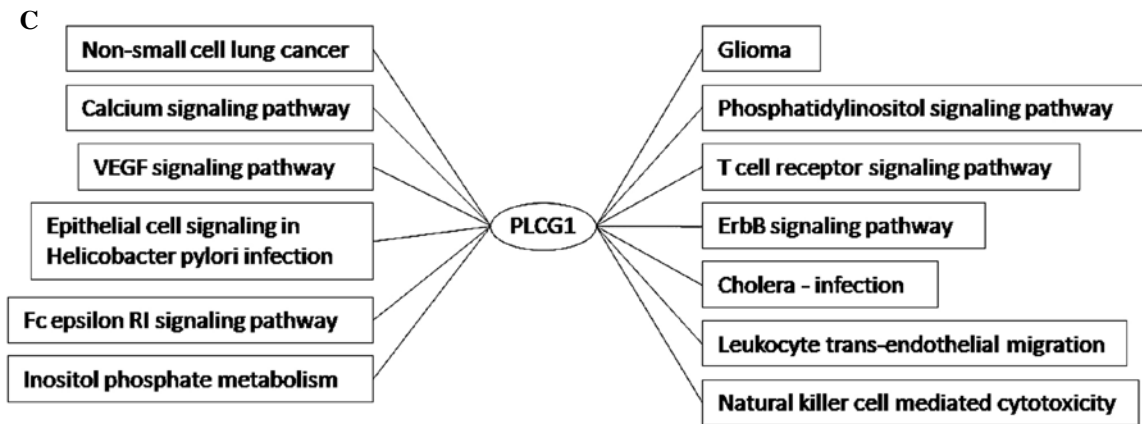 C
Non-small cell lung cancer
Calcium signaling pathway
VEGF signaling pathway
Epithelial cell signaling in
Helicobacter pylori infection
Fc epsilon RI signaling pathway
Inositol phosphate metabolism
PLCG1
Glioma
Phosphatidylinositol signaling pathway
T cell receptor signaling pathway
ErbB signaling pathway
Cholera - infection
Leukocyte trans-endothelial migration
Natural killer cell mediated cytotoxicity